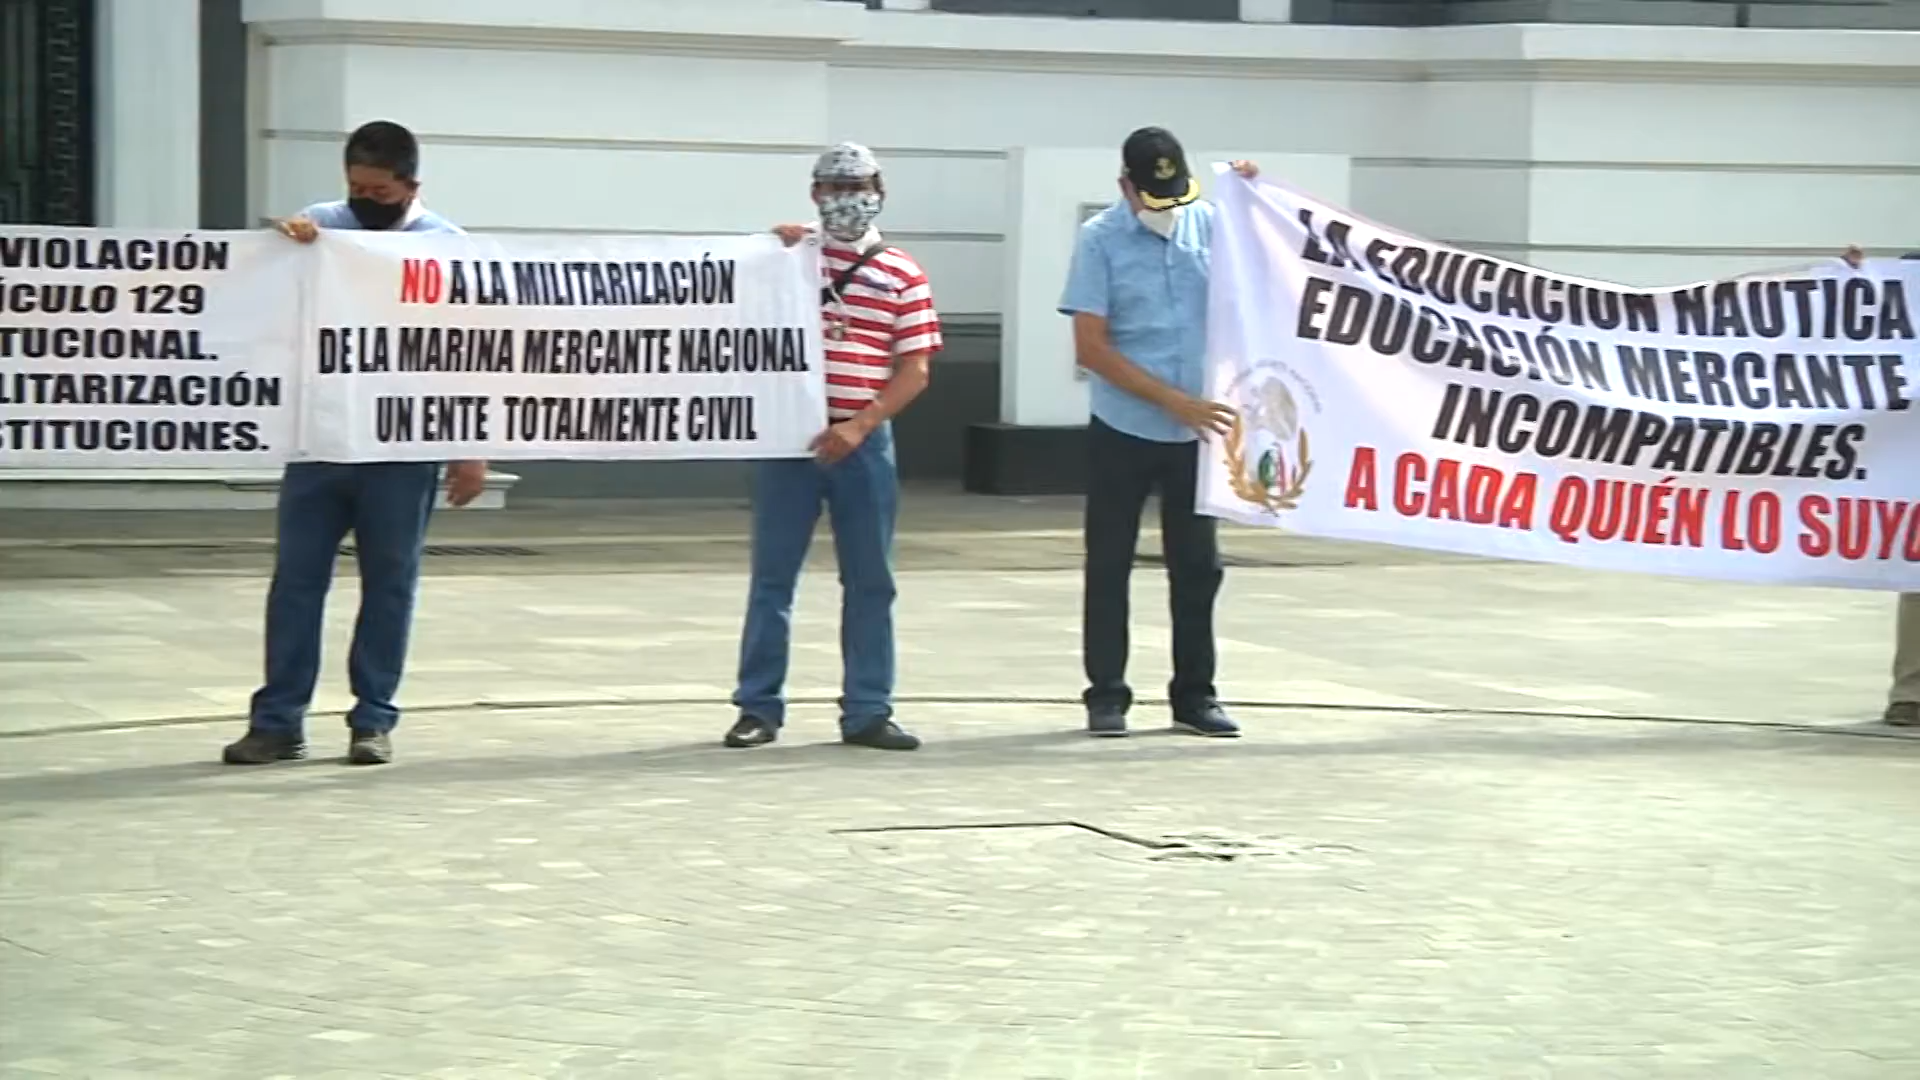 VIOLACIÓN
ÍCULO 129
TUCIONAL.
LITARIZACIÓN
STITUCIONES.
NO A LA MILITARIZACIÓN
DE LA MARINA MERCANTE NACIONAL
UN ENTE TOTALMENTE CIVIL
LA EDUCACIÓN NAUTICA
EDUCACIÓN MERCANTE
INCOMPATIBLES.
A CADA QUIÉN LO SUYO